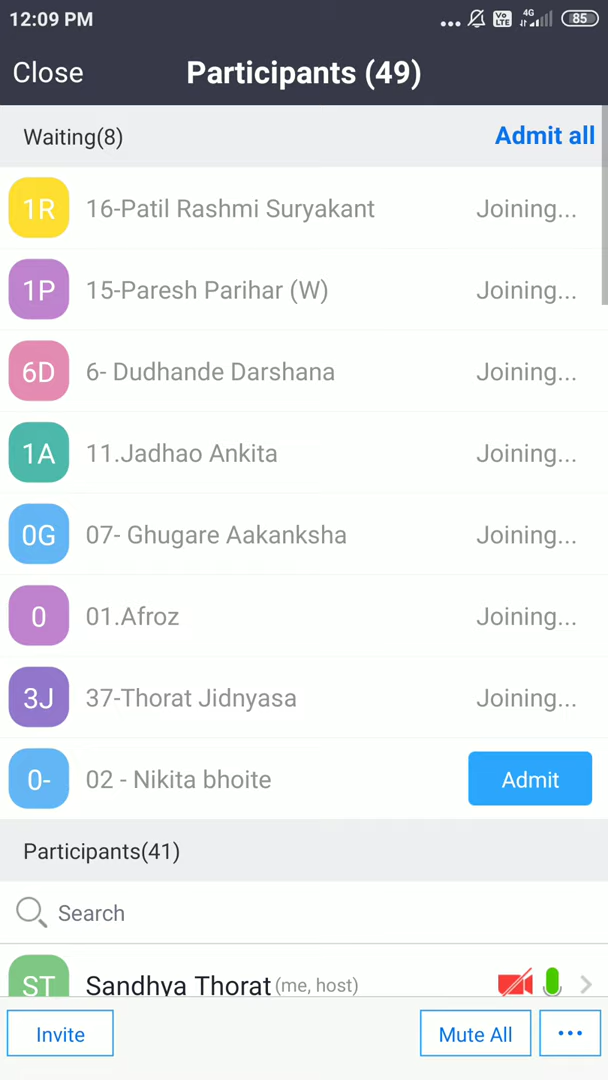 12:09 PM
Vo LTE 4G 85
Close Participants (49)
Waiting(8) Admit all
1R 16-Patil Rashmi Suryakant Joining...
1P 15-Paresh Parihar (W) Joining...
6D 6- Dudhande Darshana Joining...
1A 11.Jadhao Ankita Joining...
0G 07- Ghugare Aakanksha Joining...
0 01.Afroz Joining...
3J 37-Thorat Jidnyasa Joining...
0- 02 - Nikita bhoite Admit
Participants(41)
Search
ST Sandhya Thorat (me, host)
Invite Mute All ...